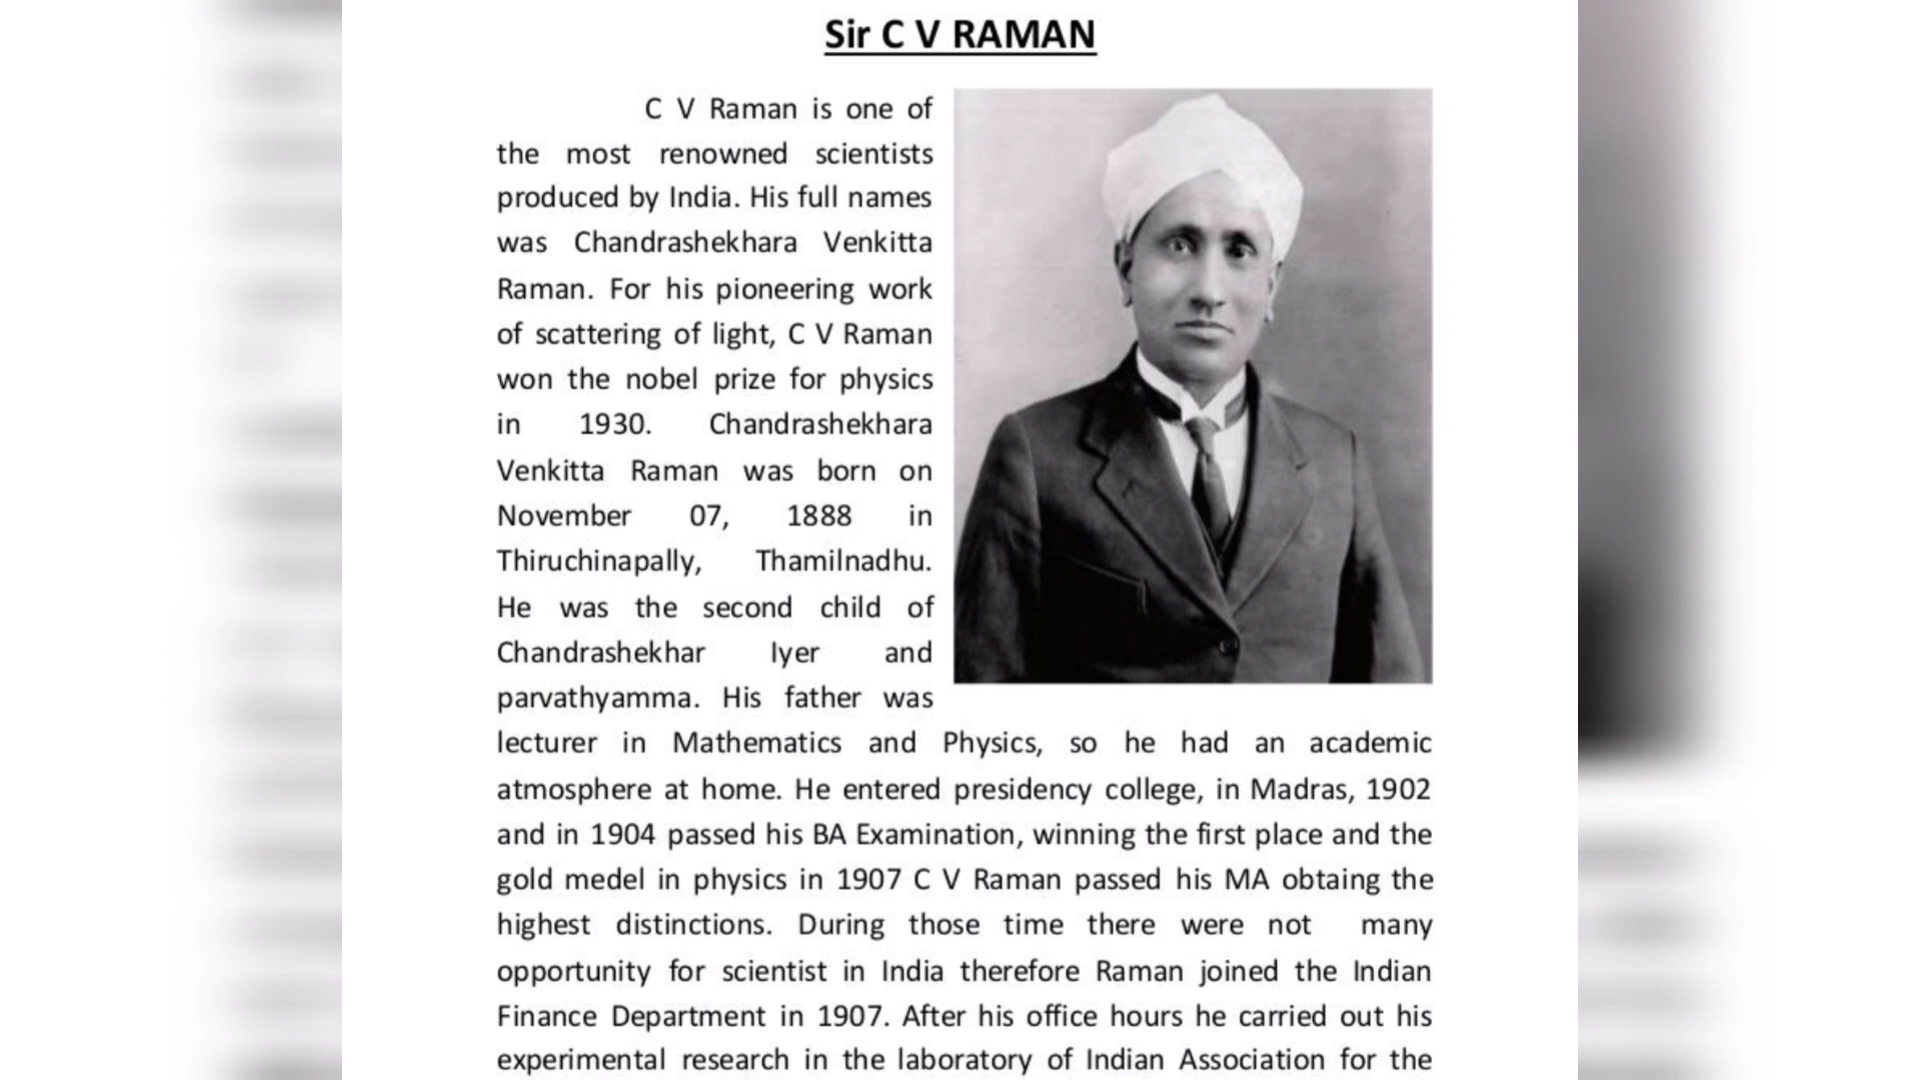 Sir C V RAMAN
C V Raman is one of
the most renowned scientists
produced by India. His full names
was Chandrashekhara Venkitta
Raman. For his pioneering work
of scattering of light, C V Raman
won the nobel prize for physics
in 1930. Chandrashekhara
Venkitta Raman was born on
November 07, 1888 in
Thiruchinapally, Thamilnadhu.
He was the second child of
Chandrashekhar Iyer and
parvathyamma. His father was
lecturer in Mathematics and Physics, so he had an academic
atmosphere at home. He entered presidency college, in Madras, 1902
and in 1904 passed his BA Examination, winning the first place and the
gold medel in physics in 1907 C V Raman passed his MA obtaing the
highest distinctions. During those time there were not many
opportunity for scientist in India therefore Raman joined the Indian
Finance Department in 1907. After his office hours he carried out his
experimental research in the laboratory of Indian Association for the